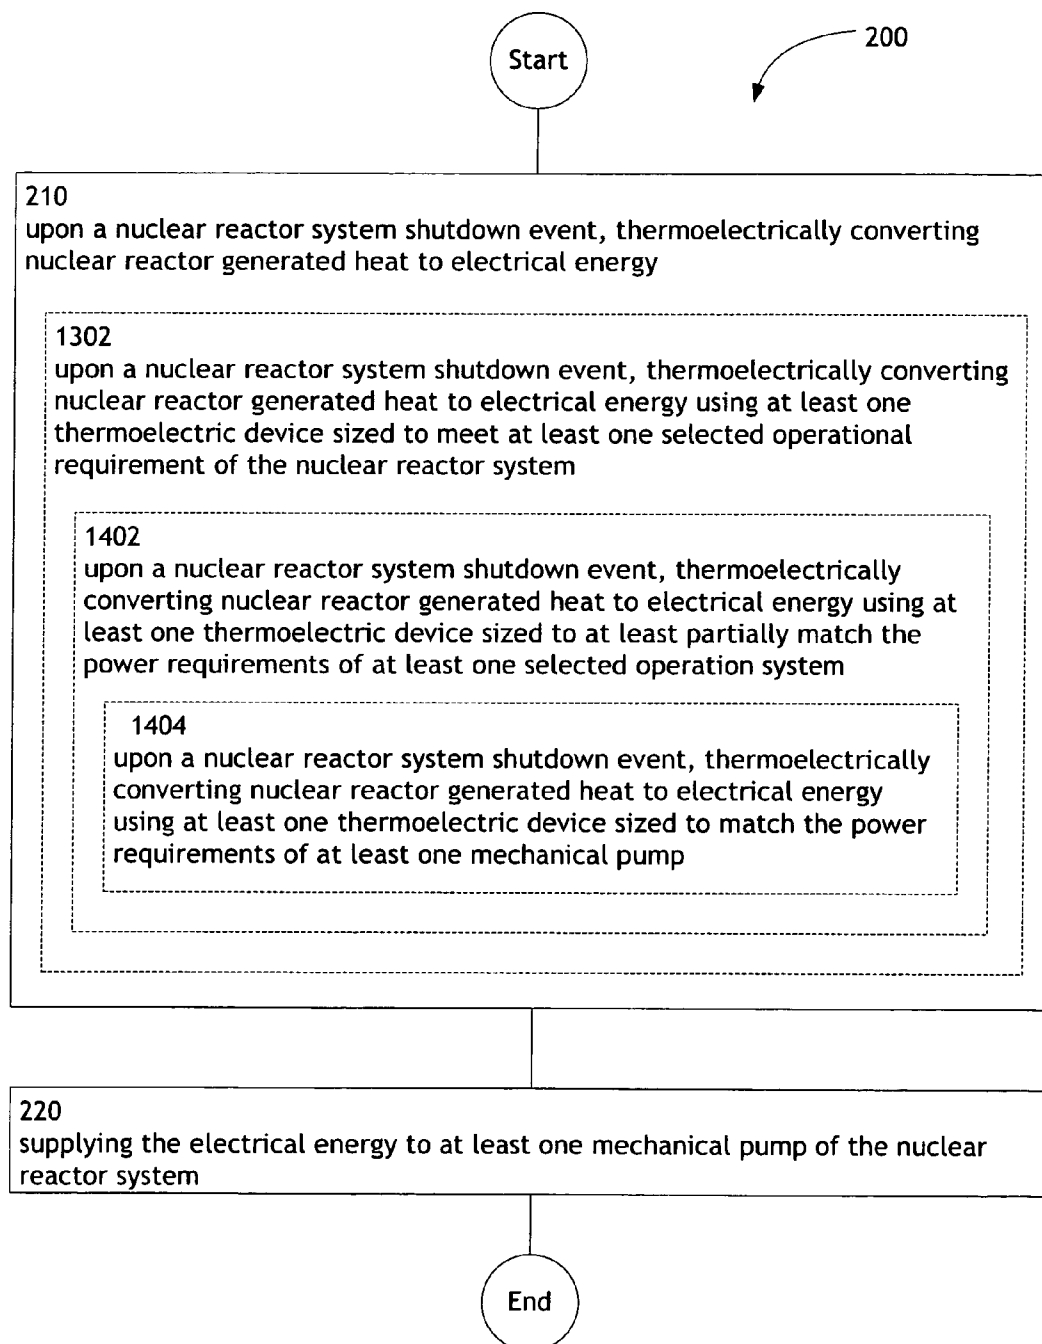 Start
200
210
upon a nuclear reactor system shutdown event, thermoelectrically converting
nuclear reactor generated heat to electrical energy
1302
upon a nuclear reactor system shutdown event, thermoelectrically converting
nuclear reactor generated heat to electrical energy using at least one
thermoelectric device sized to meet at least one selected operational
requirement of the nuclear reactor system
1402
upon a nuclear reactor system shutdown event, thermoelectrically
converting nuclear reactor generated heat to electrical energy using at
least one thermoelectric device sized to at least partially match the
power requirements of at least one selected operation system
1404
upon a nuclear reactor system shutdown event, thermoelectrically
converting nuclear reactor generated heat to electrical energy
using at least one thermoelectric device sized to match the power
requirements of at least one mechanical pump
220
supplying the electrical energy to at least one mechanical pump of the nuclear
reactor system
End